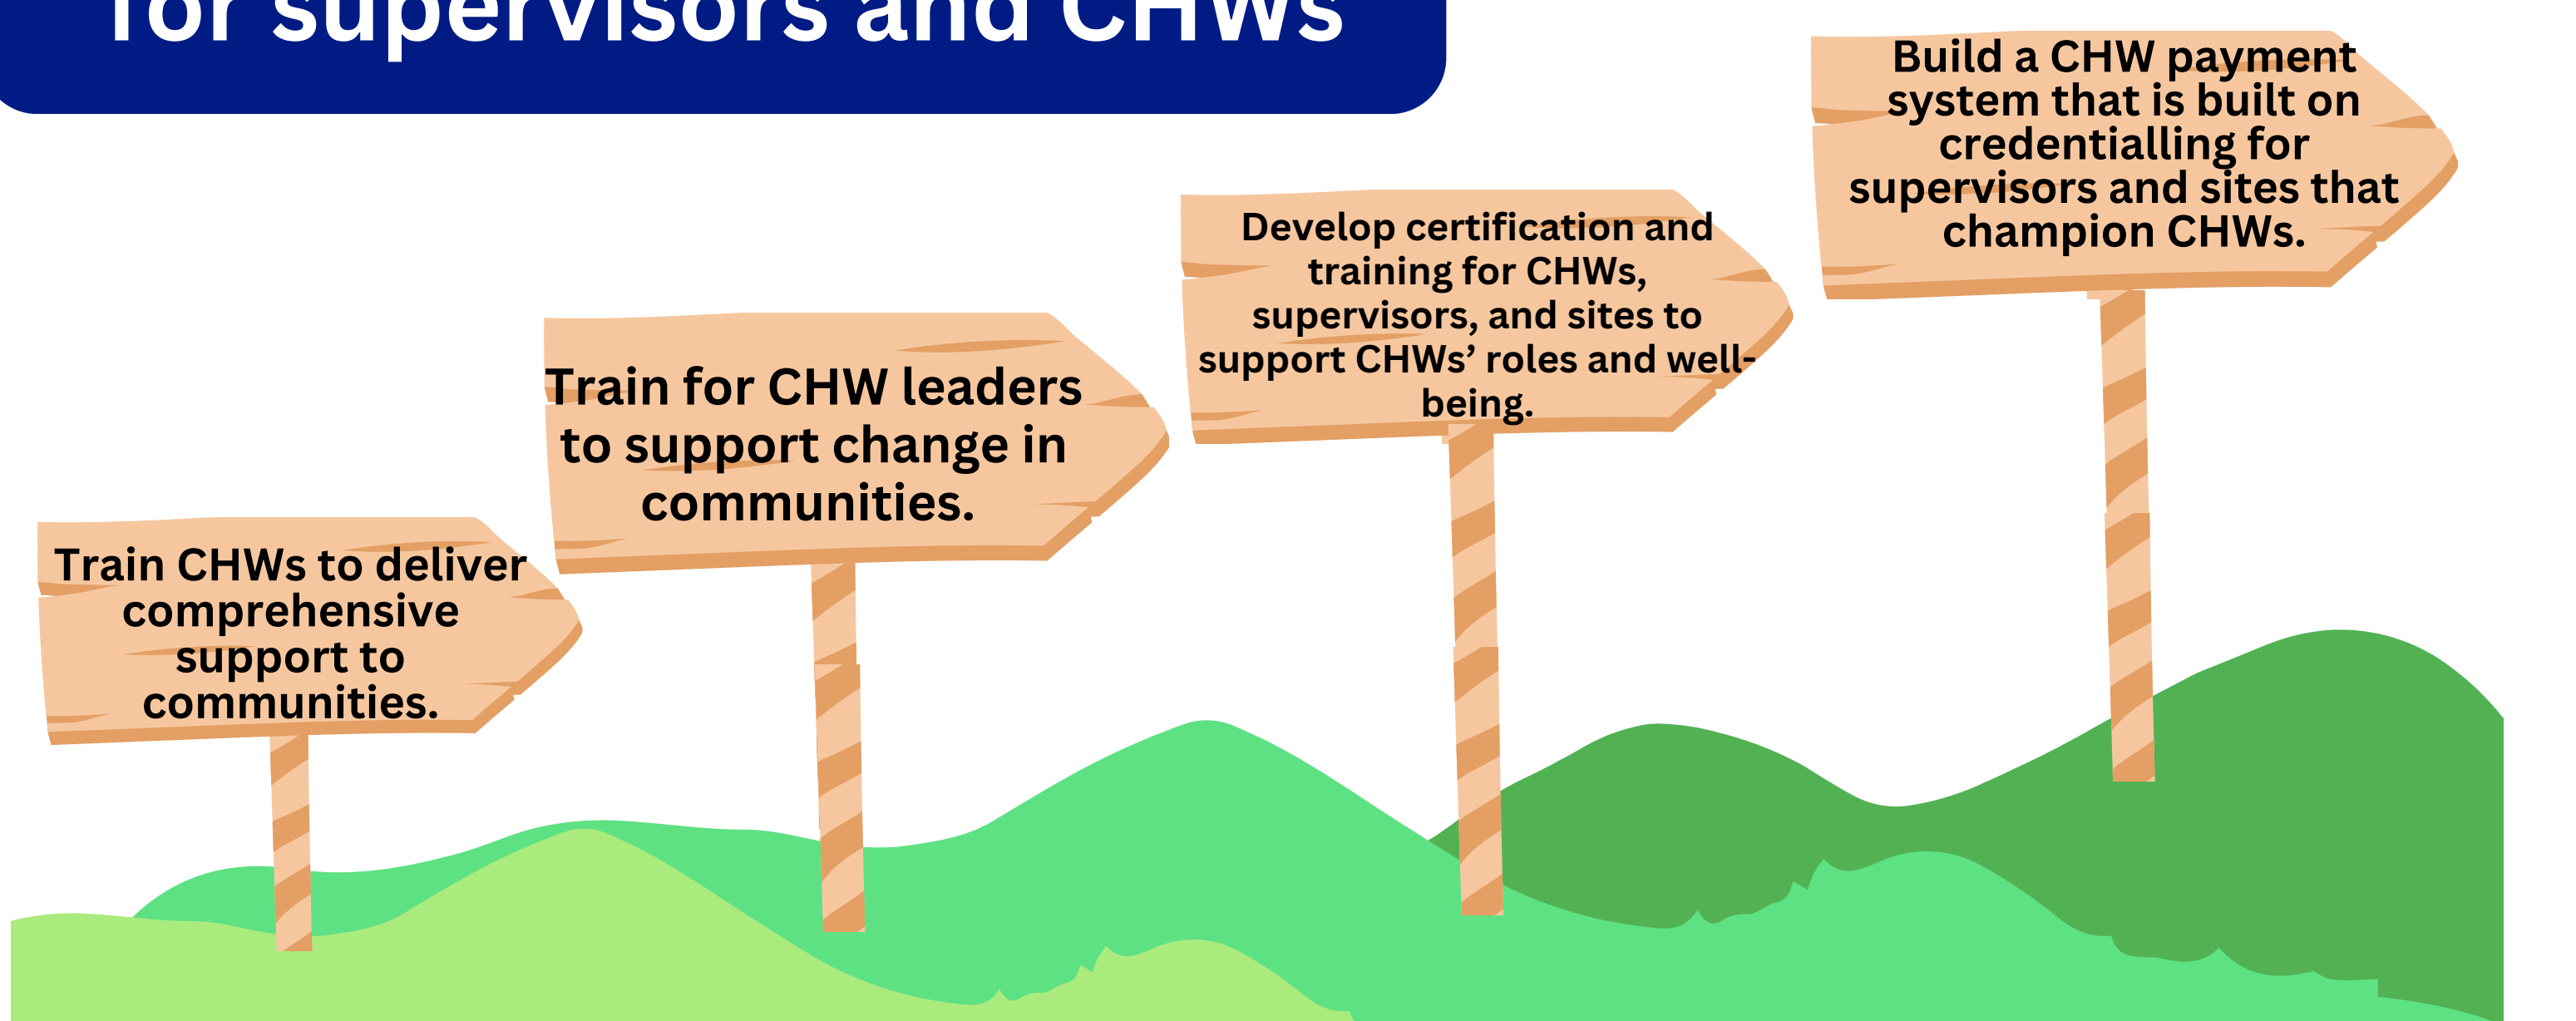 for supervisors and CHWs
Build a CHW payment
system that is built on
credentialling for
supervisors and sites that
champion CHWs.
Develop certification and
training for CHWs,
supervisors, and sites to
support CHWs’ roles and well-
being.
Train for CHW leaders
to support change in
communities.
Train CHWs to deliver
comprehensive
support to
communities.